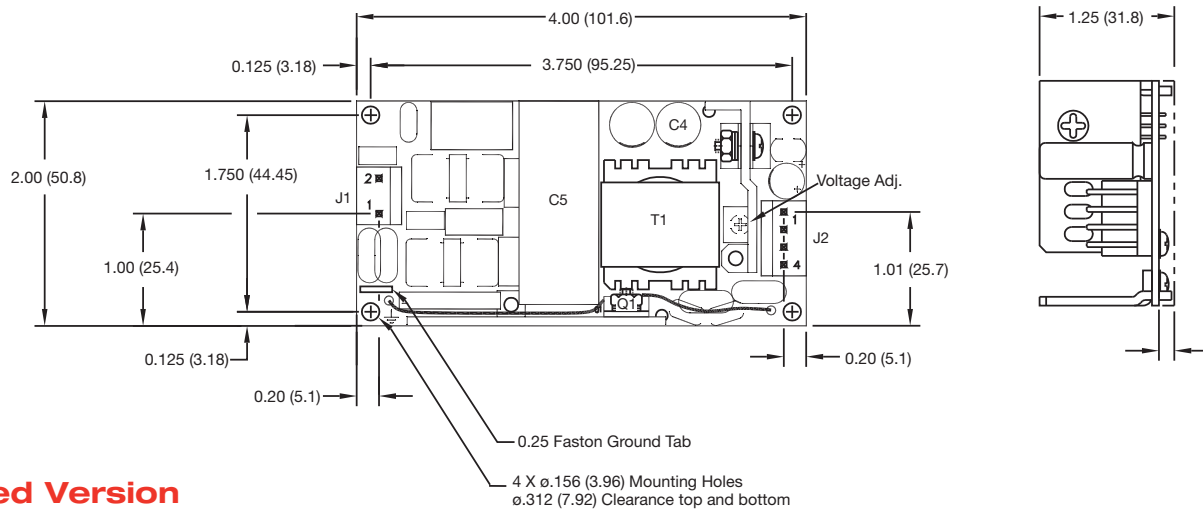 4.00 (101.6)
1.25 (31.8)
0.125 (3.18)
3.750 (95.25)
C4
2.00 (50.8)
1.750 (44.45)
J1
2
1
C5
T1
Voltage Adj.
1
J2
4
1.00 (25.4)
1.01 (25.7)
Q1
0.125 (3.18)
0.20 (5.1)
0.20 (5.1)
0.25 Faston Ground Tab
4 X ø.156 (3.96) Mounting Holes
ø.312 (7.92) Clearance top and bottom
ed Version